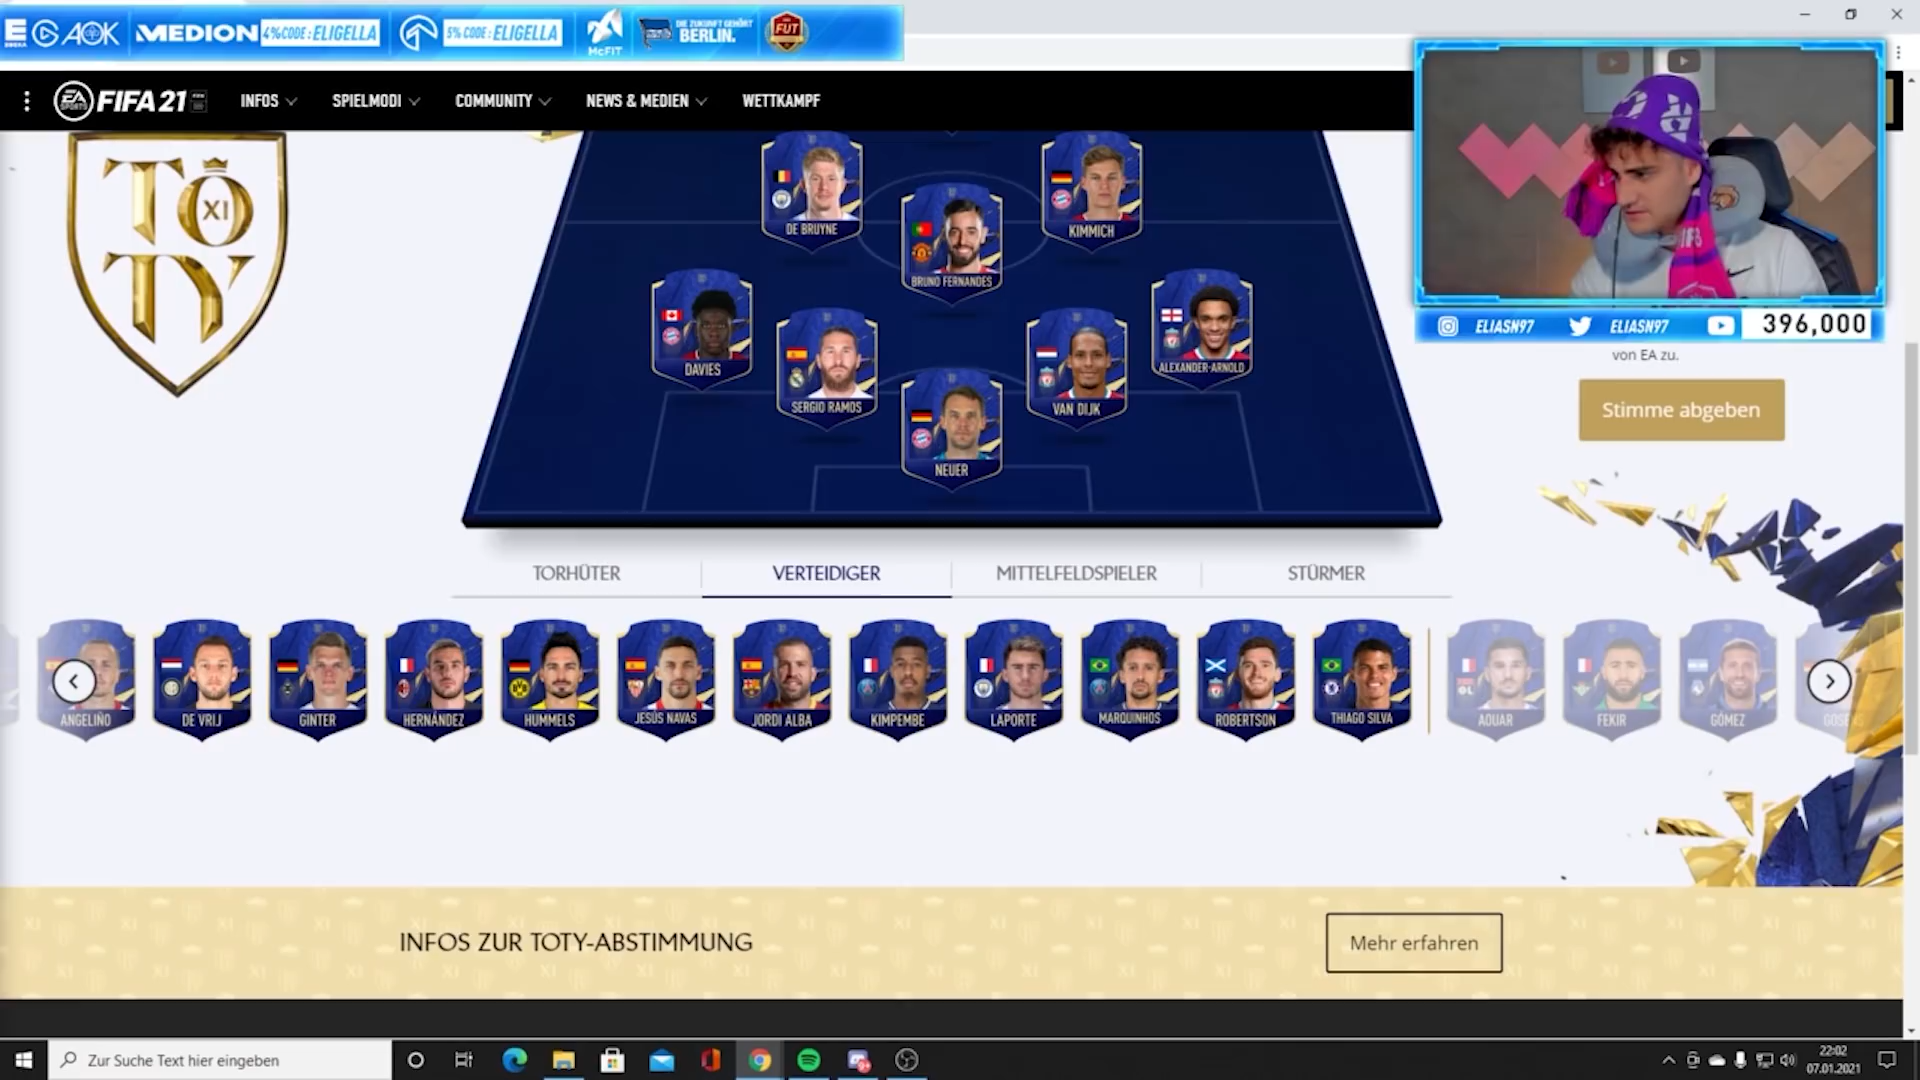 E AOK MEDION 4% CODE: ELIGELLA 5% CODE: ELIGELLA McFIT DIE ZUKUNFT GEHÖRT BERLIN. FUT
EA SPORTS FIFA 21 INFOS SPIELMODI COMMUNITY NEWS & MEDIEN WETTKAMPF
TOTY
XI
DE BRUYNE
KIMMICH
BRUNO FERNANDES
DAVIES
ALEXANDER-ARNOLD
SERGIO RAMOS
VAN DIJK
NEUER
ELIASN97 ELIASN97 396,000
von EA zu.
Stimme abgeben
TORHÜTER VERTEIDIGER MITTELFELDSPIELER STÜRMER
ANGELIÑO DE VRIJ GINTER HERNÁNDEZ HUMMELS JESÚS NAVAS JORDI ALBA KIMPEMBE LAPORTE MARQUINHOS ROBERTSON THIAGO SILVA AOUAR FEKIR GÓMEZ GOSENS
INFOS ZUR TOTY-ABSTIMMUNG
Mehr erfahren
Zur Suche Text hier eingeben
22:02
07.01.2021